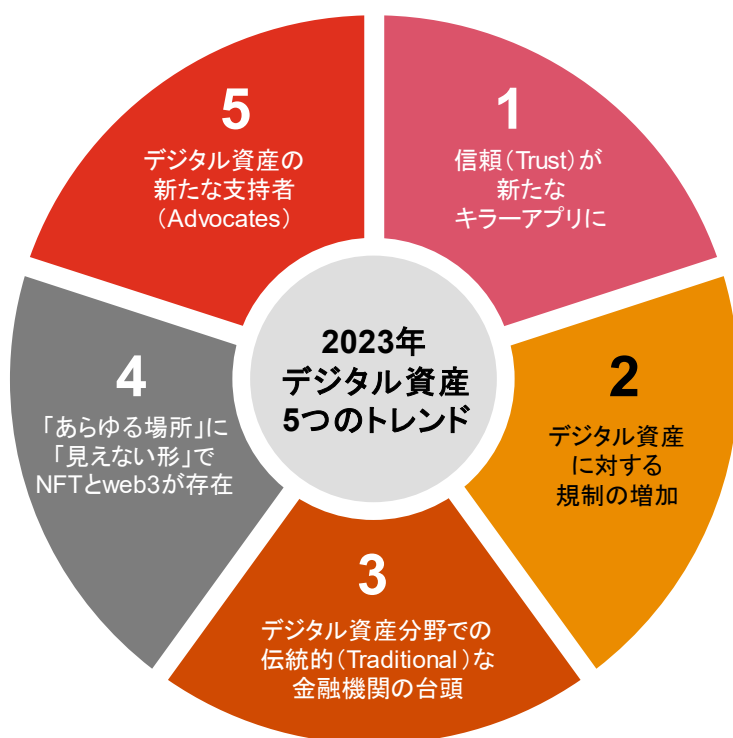 2023年
デジタル資産
5つのトレンド
1
信頼（Trust）が
新たな
キラーアプリに
2
デジタル資産
に対する
規制の増加
3
デジタル資産分野での
伝統的（Traditional）な
金融機関の台頭
4
「あらゆる場所」に
「見えない形」で
NFTとweb3が存在
5
デジタル資産の
新たな支持者
（Advocates）